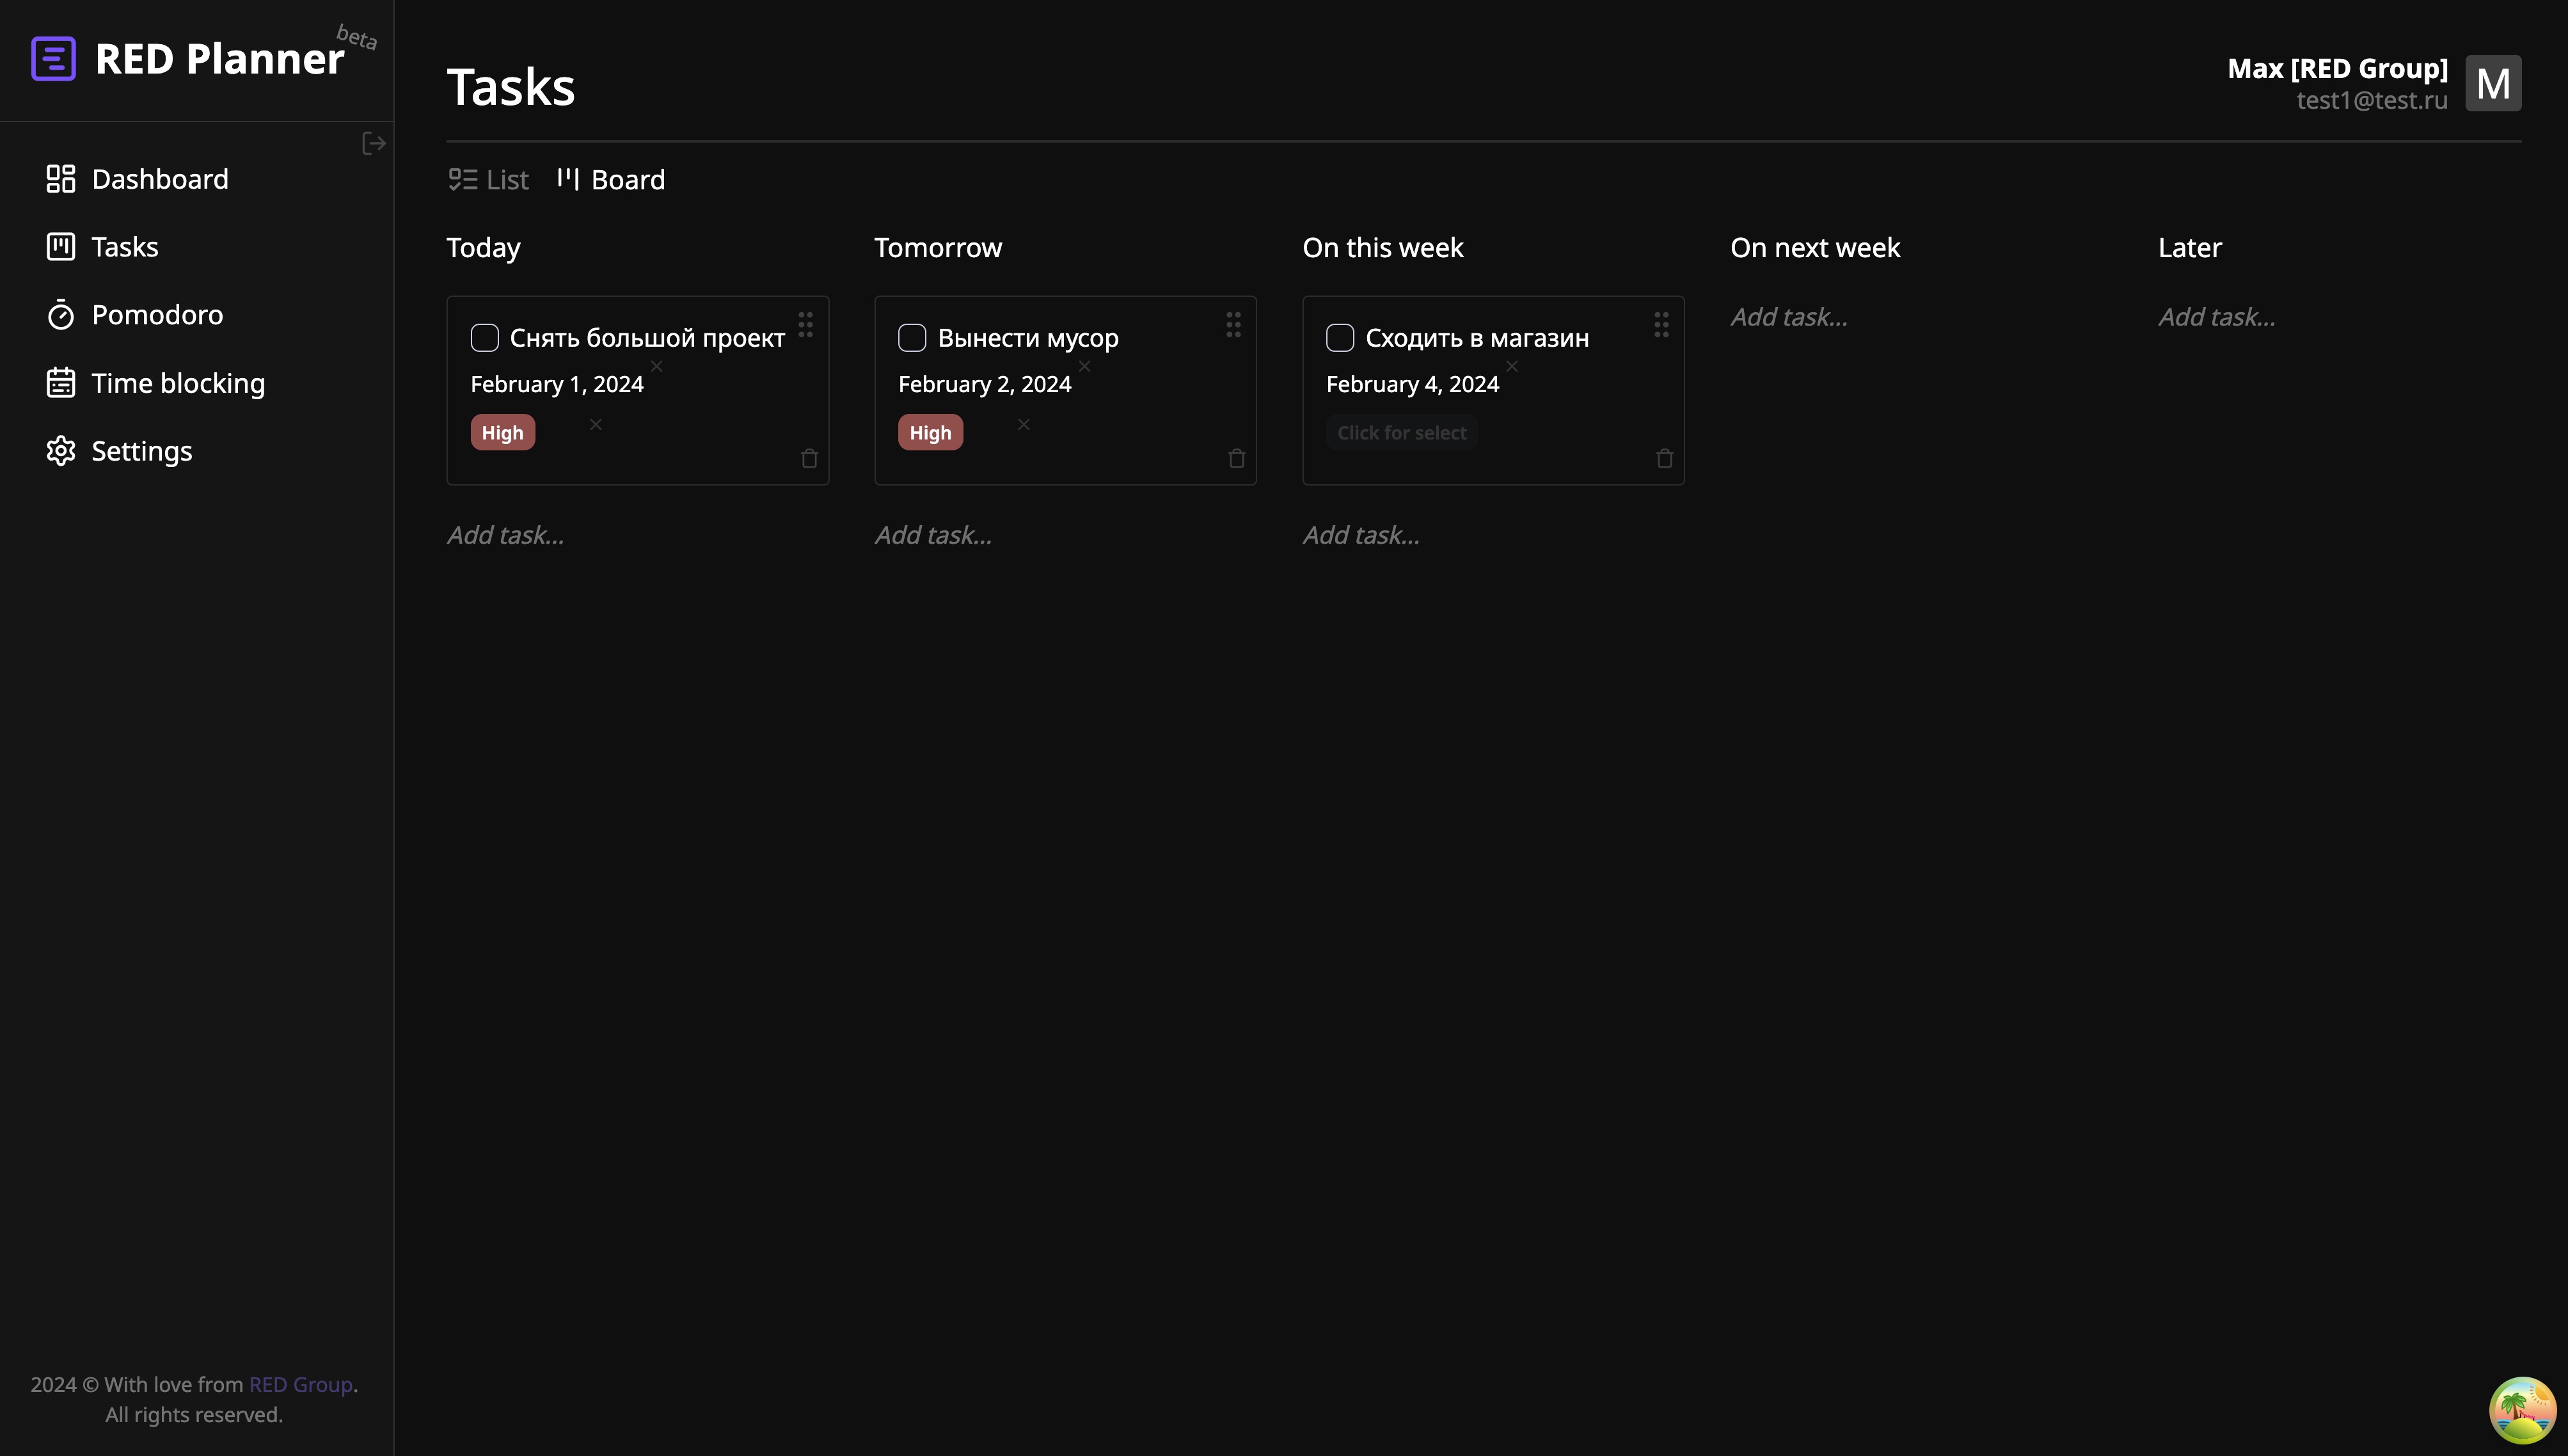 RED Planner
beta
Dashboard
Tasks
Pomodoro
Time blocking
Settings
2024 © With love from RED Group.
All rights reserved.
Tasks
Max [RED Group]
test1@test.ru
M
List
Board
Today
Снять большой проект
February 1, 2024
High
Add task...
Tomorrow
Вынести мусор
February 2, 2024
High
Add task...
On this week
Сходить в магазин
February 4, 2024
Click for select
Add task...
On next week
Add task...
Later
Add task...